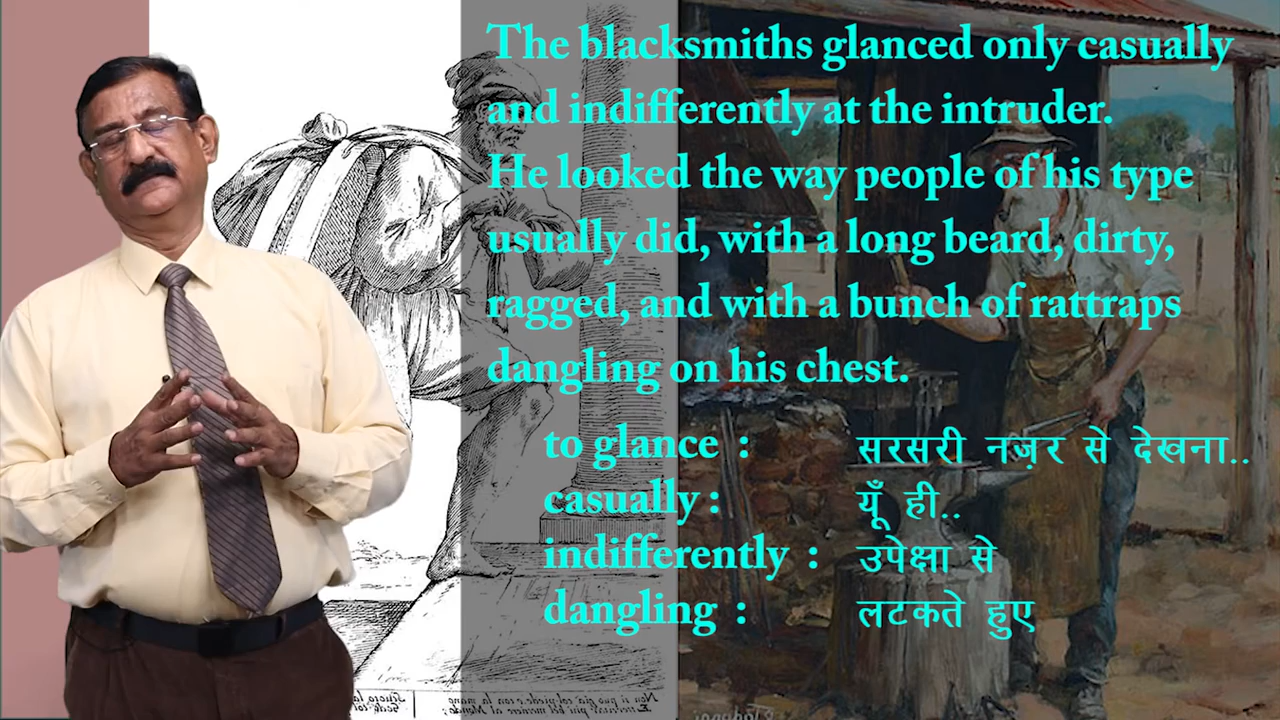 The blacksmiths glanced only casually
and indifferently at the intruder.
He looked the way people of his type
usually did, with a long beard, dirty,
ragged, and with a bunch of rattraps
dangling on his chest.
to glance : सरसरी नज़र से देखना..
casually : यूँ ही..
indifferently : उपेक्षा से
dangling : लटकते हुए